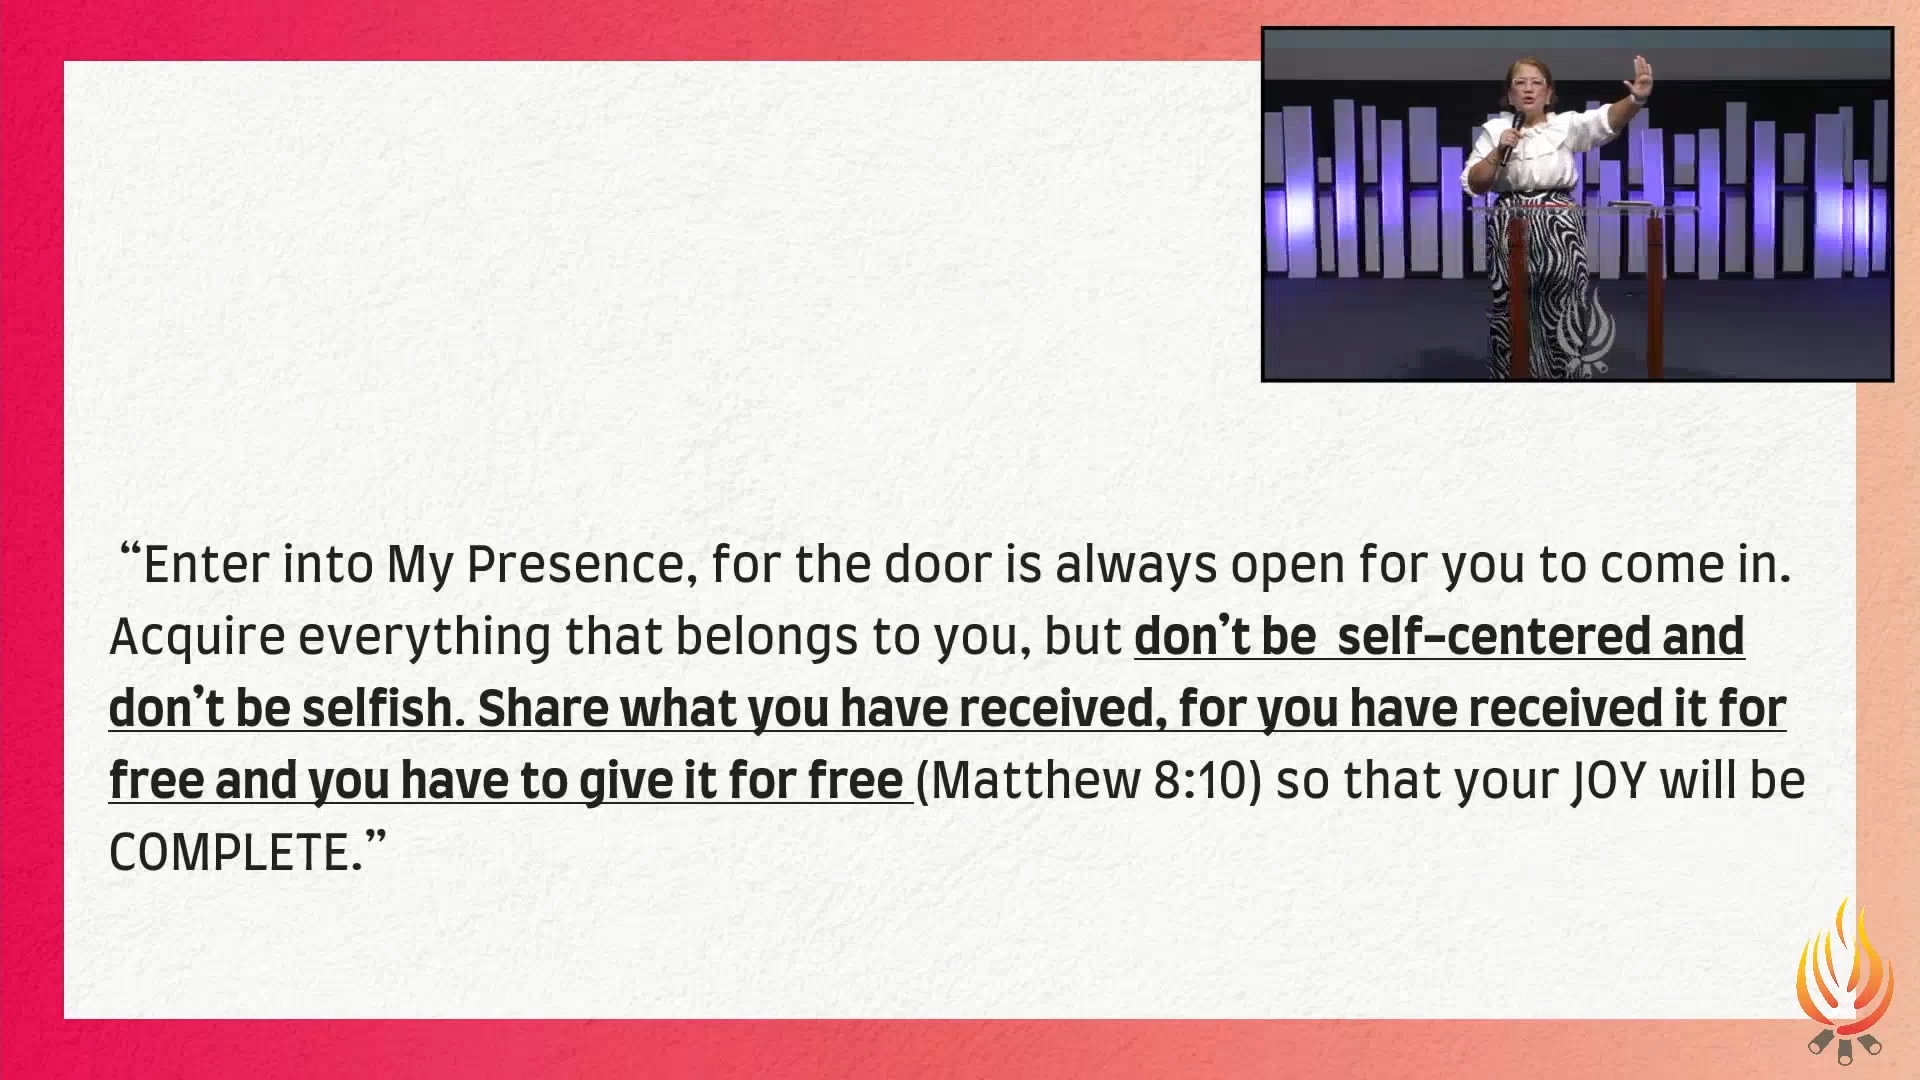 “Enter into My Presence, for the door is always open for you to come in.
Acquire everything that belongs to you, but don’t be  self-centered and
don’t be selfish. Share what you have received, for you have received it for
free and you have to give it for free (Matthew 8:10) so that your JOY will be
COMPLETE.”